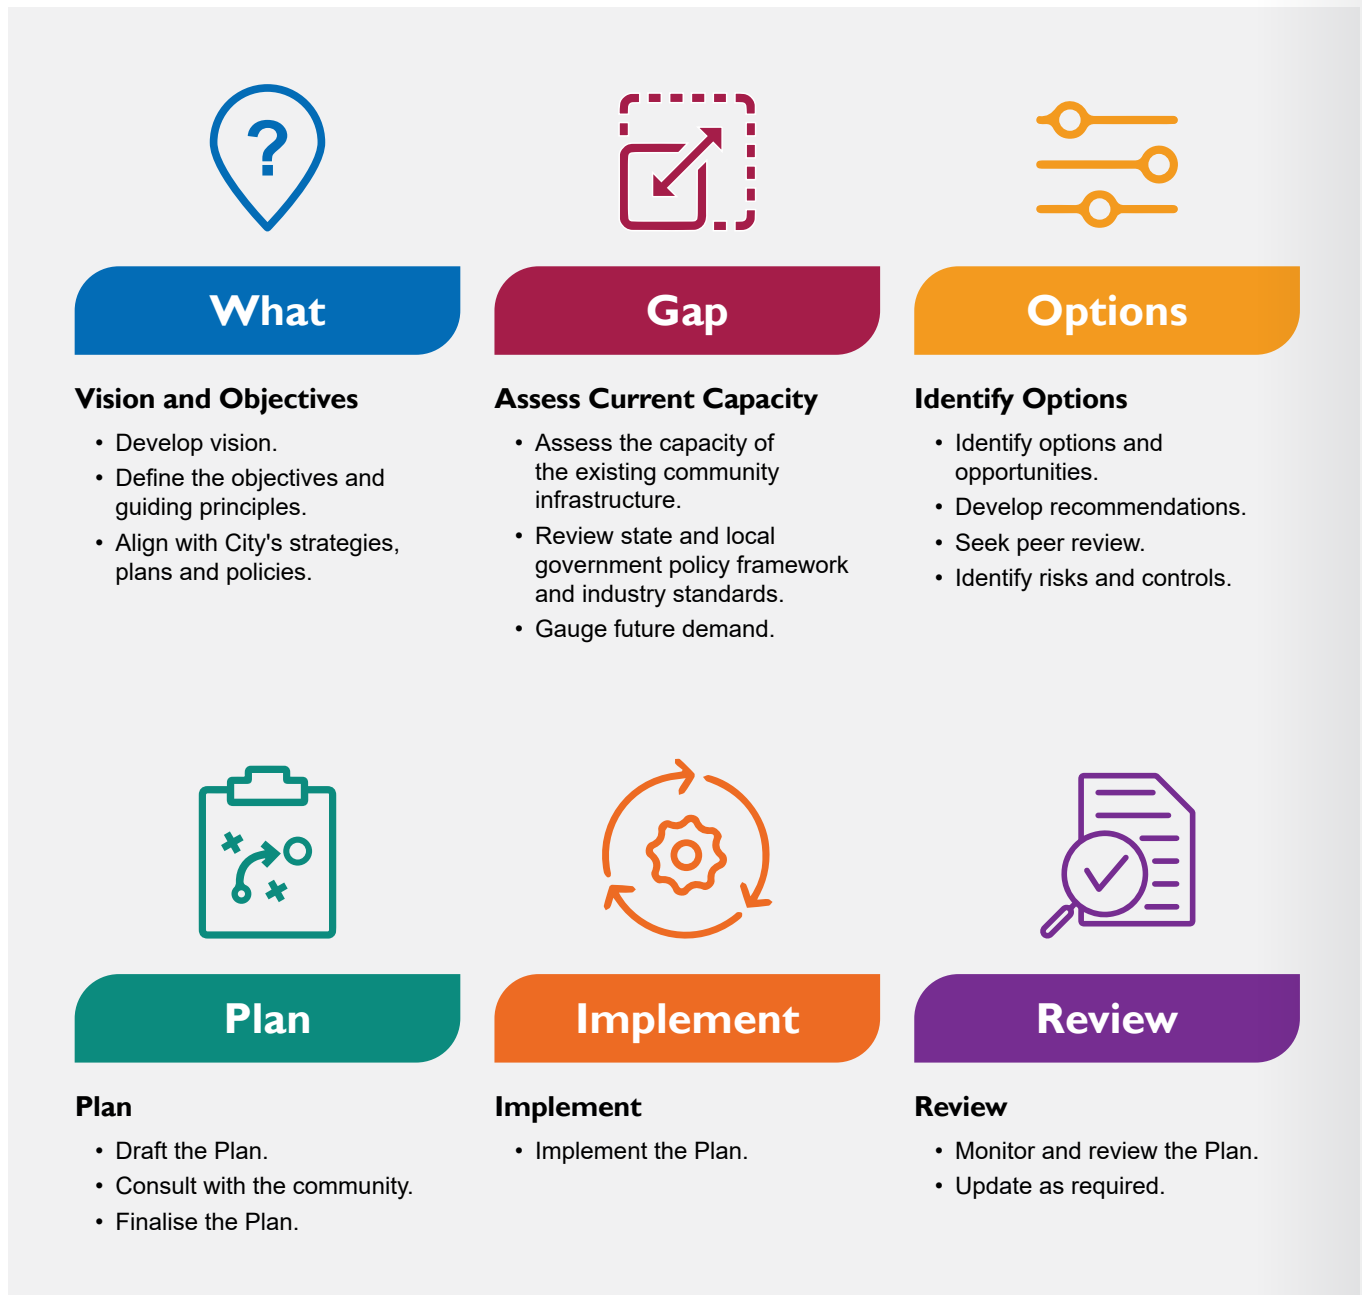 ?
What
Vision and Objectives
• Develop vision.
• Define the objectives and
guiding principles.
• Align with City's strategies,
plans and policies.
Gap
Assess Current Capacity
• Assess the capacity of
the existing community
infrastructure.
• Review state and local
government policy framework
and industry standards.
• Gauge future demand.
Options
Identify Options
• Identify options and
opportunities.
• Develop recommendations.
• Seek peer review.
• Identify risks and controls.
Plan
Plan
• Draft the Plan.
• Consult with the community.
• Finalise the Plan.
Implement
Implement
• Implement the Plan.
Review
Review
• Monitor and review the Plan.
• Update as required.